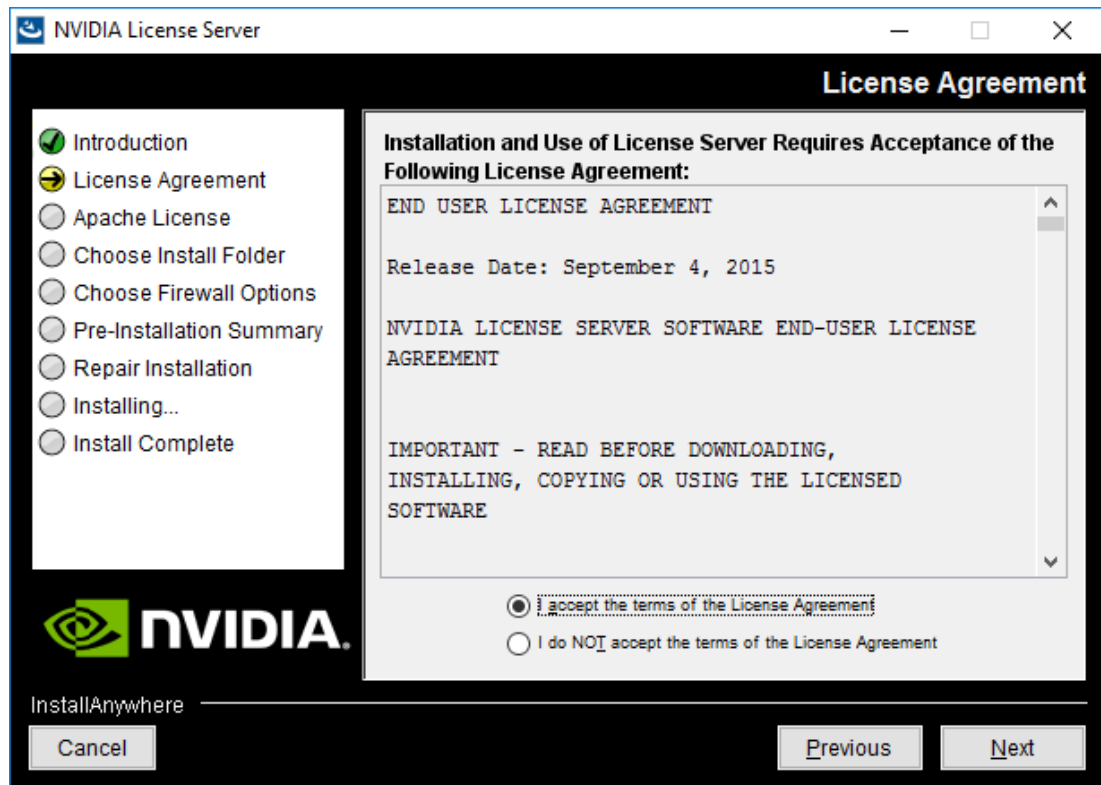 NVIDIA License Server
License Agreement
Introduction
License Agreement
Apache License
Choose Install Folder
Choose Firewall Options
Pre-Installation Summary
Repair Installation
Installing...
Install Complete
Installation and Use of License Server Requires Acceptance of the
Following License Agreement:
END USER LICENSE AGREEMENT
Release Date: September 4, 2015
NVIDIA LICENSE SERVER SOFTWARE END-USER LICENSE
AGREEMENT
IMPORTANT - READ BEFORE DOWNLOADING,
INSTALLING, COPYING OR USING THE LICENSED
SOFTWARE
I accept the terms of the License Agreement
I do NOT accept the terms of the License Agreement
NVIDIA.
InstallAnywhere
Cancel
Previous
Next